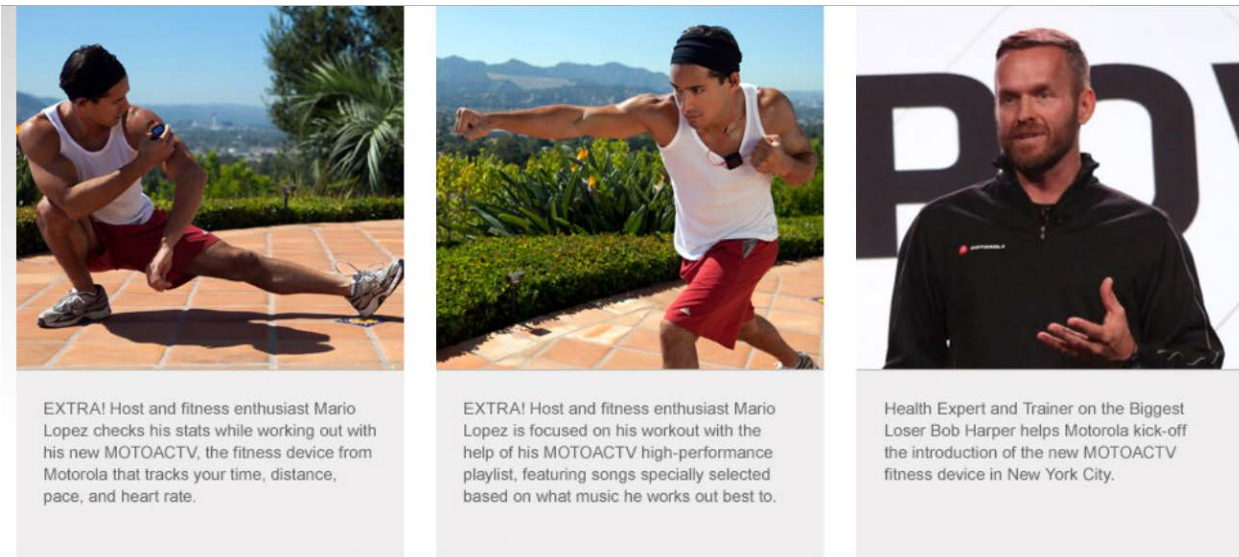 ROW
MOTOROLA
EXTRA! Host and fitness enthusiast Mario
Lopez checks his stats while working out with
his new MOTOACTV, the fitness device from
Motorola that tracks your time, distance,
pace, and heart rate.
EXTRA! Host and fitness enthusiast Mario
Lopez is focused on his workout with the
help of his MOTOACTV high-performance
playlist, featuring songs specially selected
based on what music he works out best to.
Health Expert and Trainer on the Biggest
Loser Bob Harper helps Motorola kick-off
the introduction of the new MOTOACTV
fitness device in New York City.